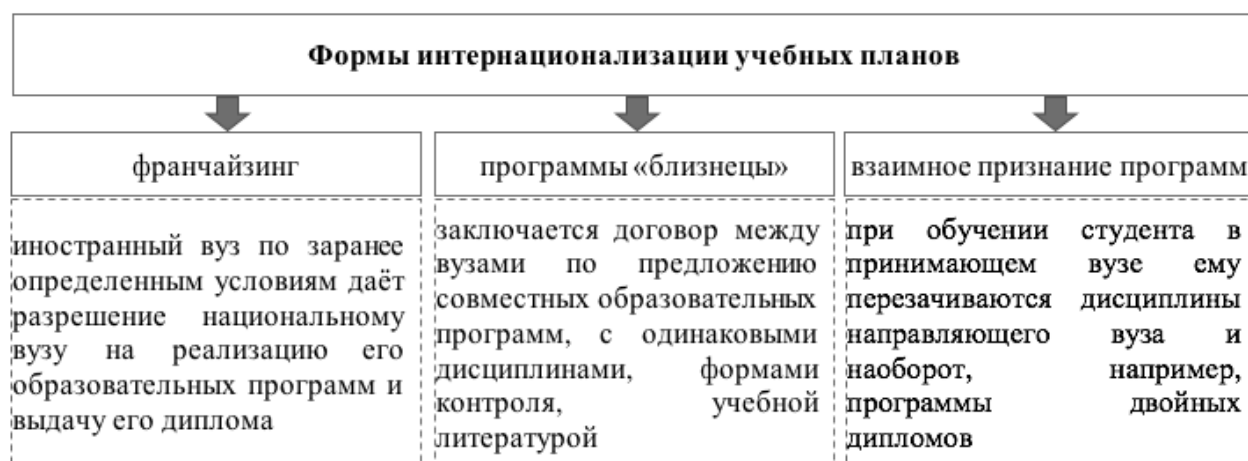 Формы интернационализации учебных планов
франчайзинг
иностранный вуз по заранее
определенным условиям даёт
разрешение национальному
вузу на реализацию его
образовательных программ и
выдачу его диплома
программы «близнецы»
заключается договор между
вузами по предложению
совместных образовательных
программ, с одинаковыми
дисциплинами, формами
контроля, учебной
литературой
взаимное признание программ
при обучении студента в
принимающем вузе ему
перезачиваются дисциплины
направляющего вуза и
наоборот, например,
программы двойных
дипломов